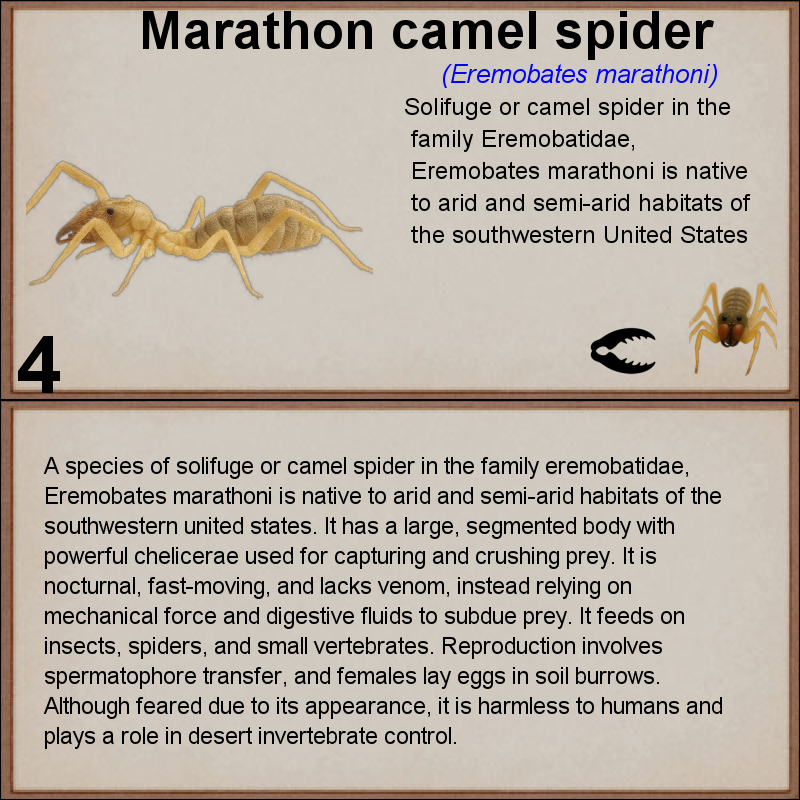 Marathon camel spider
(Eremobates marathoni)
Solifuge or camel spider in the
family Eremobatidae,
Eremobates marathoni is native
to arid and semi-arid habitats of
the southwestern United States
4
A species of solifuge or camel spider in the family eremobatidae,
Eremobates marathoni is native to arid and semi-arid habitats of the
southwestern united states. It has a large, segmented body with
powerful chelicerae used for capturing and crushing prey. It is
nocturnal, fast-moving, and lacks venom, instead relying on
mechanical force and digestive fluids to subdue prey. It feeds on
insects, spiders, and small vertebrates. Reproduction involves
spermatophore transfer, and females lay eggs in soil burrows.
Although feared due to its appearance, it is harmless to humans and
plays a role in desert invertebrate control.